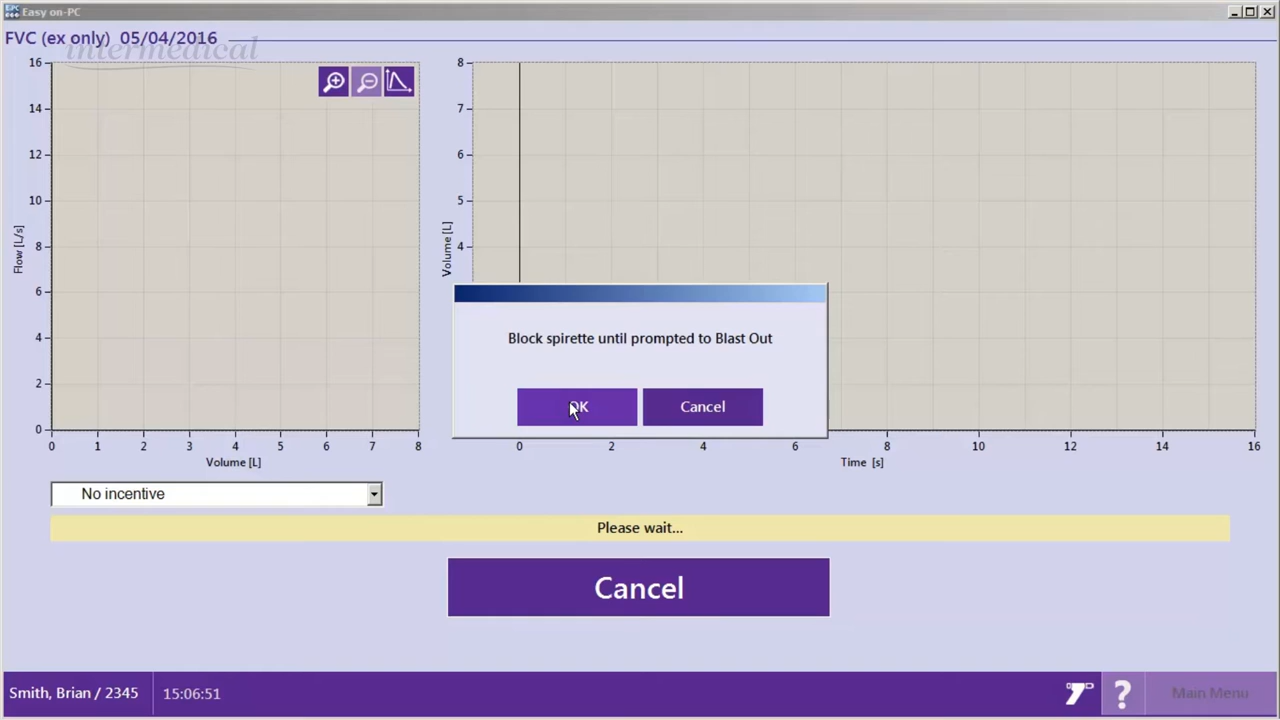 Easy on-PC
FVC (ex only) 05/04/2016
intermedical
16
14
12
10
8
6
4
2
0
Flow [L/s]
0 1 2 3 4 5 6 7 8
Volume [L]
8
7
6
5
4
Volume [L]
0 2 4 6 8 10 12 14 16
Time [s]
Block spirette until prompted to Blast Out
OK
Cancel
No incentive
Please wait...
Cancel
Smith, Brian / 2345
15:06:51
?
Main Menu